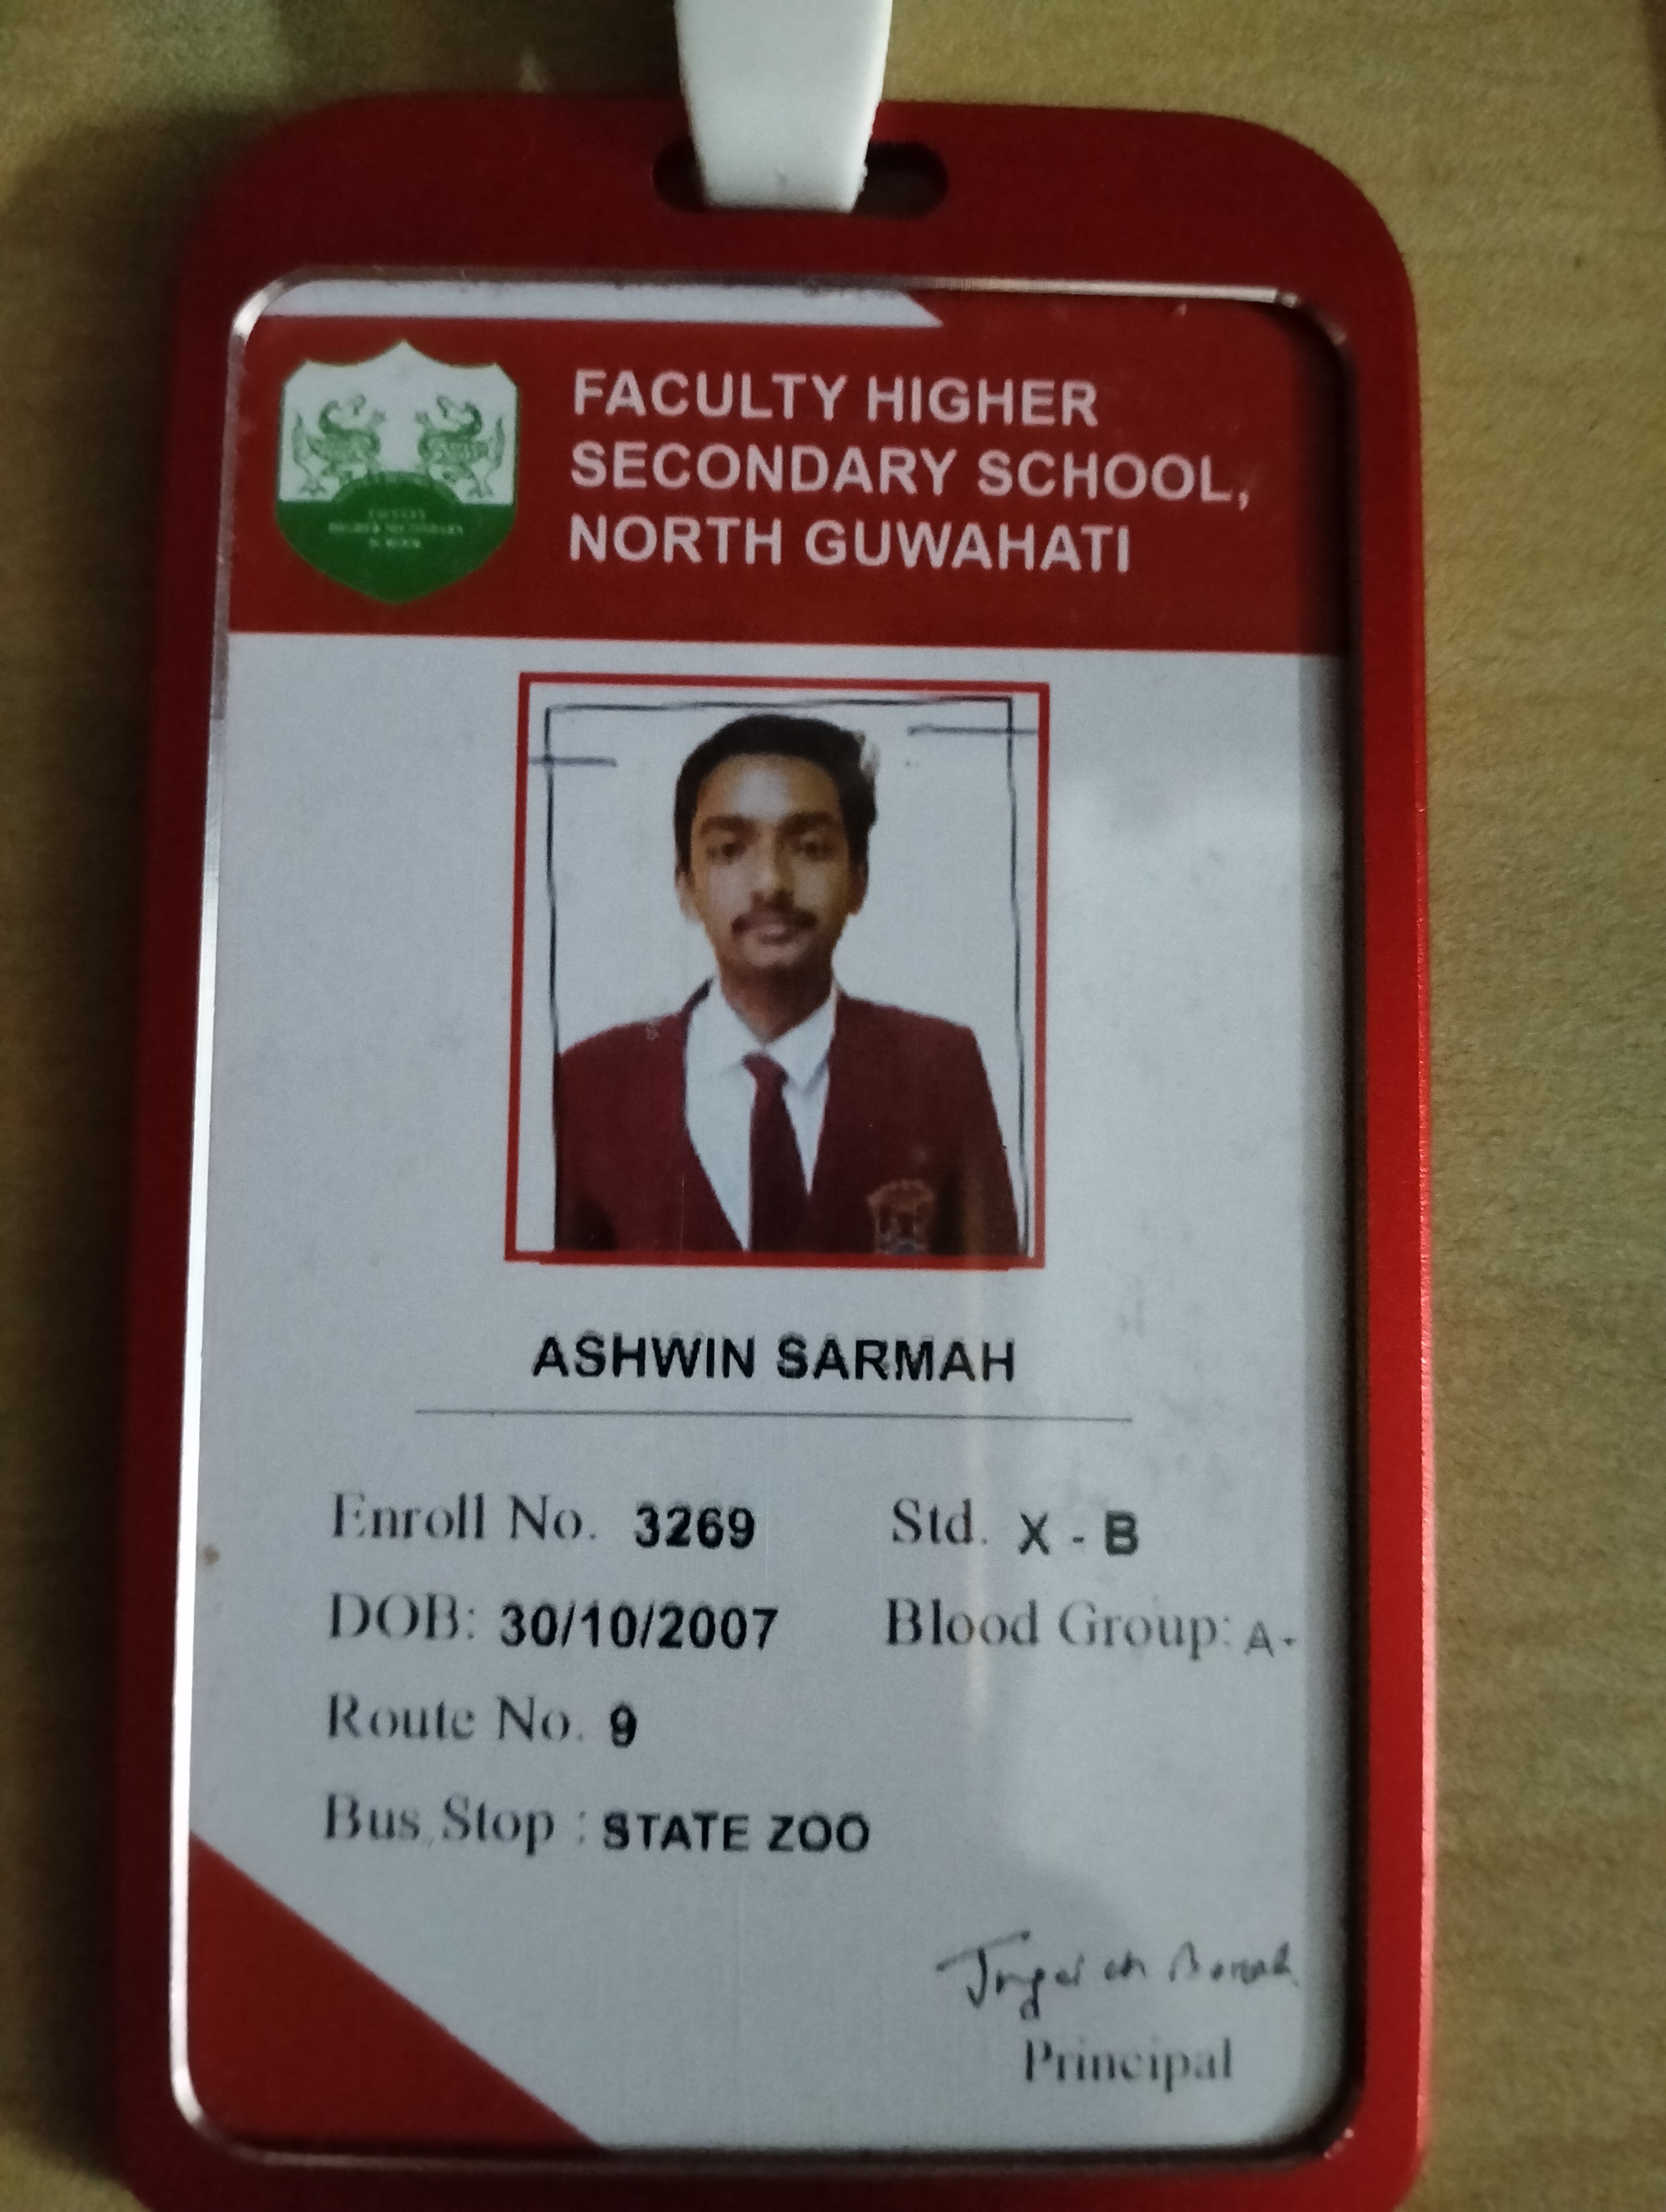 FACULTY HIGHER
SECONDARY SCHOOL,
NORTH GUWAHATI
FACULTY
HIGHER SECONDARY
SCHOOL
ASHWIN SARMAH
Enroll No. 3269 Std. X - B
DOB: 30/10/2007 Blood Group: A-
Route No. 9
Bus Stop : STATE ZOO
Principal